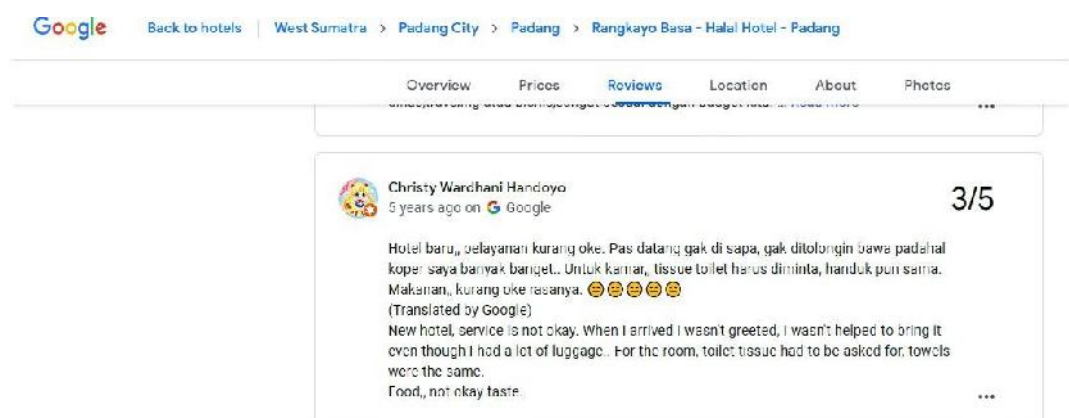 Google Back to hotels West Sumatra > Padang City > Padang > Rangkayo Basa - Halal Hotel - Padang
Overview Prices Reviews Location About Photos
Christy Wardhani Handoyo
5 years ago on Google
3/5
Hotel baru,, pelayanan kurang oke. Pas datang gak di sapa, gak ditolongin bawa padahal
koper saya banyak banget.. Untuk kamar,, tissue toilet harus diminta, handuk pun sama.
Makanan,, kurang oke rasanya. 😑😑😑😑😑
(Translated by Google)
New hotel, service is not okay. When I arrived I wasn't greeted, I wasn't helped to bring it
even though I had a lot of luggage.. For the room, toilet tissue had to be asked for, towels
were the same.
Food,, not okay taste.